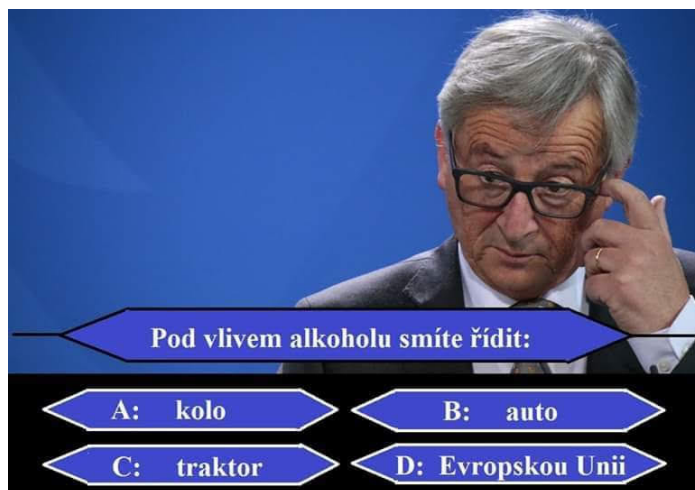 Pod vlivem alkoholu smíte řídit:
A: kolo
B: auto
C: traktor
D: Evropskou Unii